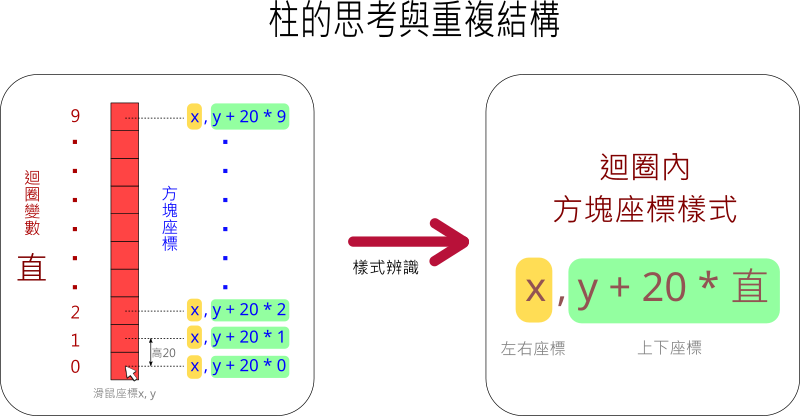 柱的思考與重複結構
迴圈變數
直
9
2
1
0
方塊座標
x , y + 20 * 9
x , y + 20 * 2
x , y + 20 * 1
x , y + 20 * 0
高20
滑鼠座標x, y
樣式辨識
迴圈內
方塊座標樣式
x , y + 20 * 直
左右座標
上下座標